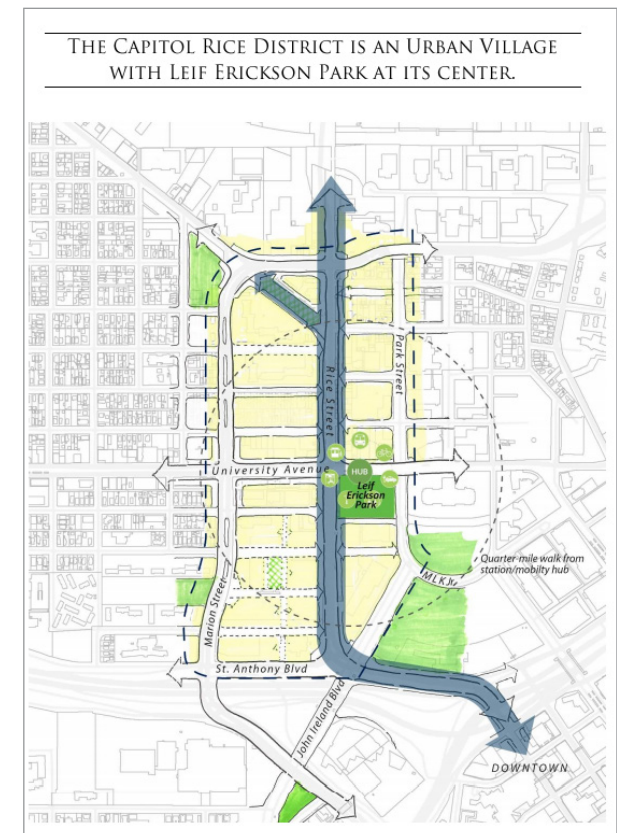 THE CAPITOL RICE DISTRICT IS AN URBAN VILLAGE
WITH LEIF ERICKSON PARK AT ITS CENTER.
Rice Street
Park Street
University Avenue
HUB
Leif
Erickson
Park
Quarter-mile walk from
station/mobilty hub
MLK Jr.
Marion Street
St. Anthony Blvd
John Ireland Blvd
DOWNTOWN